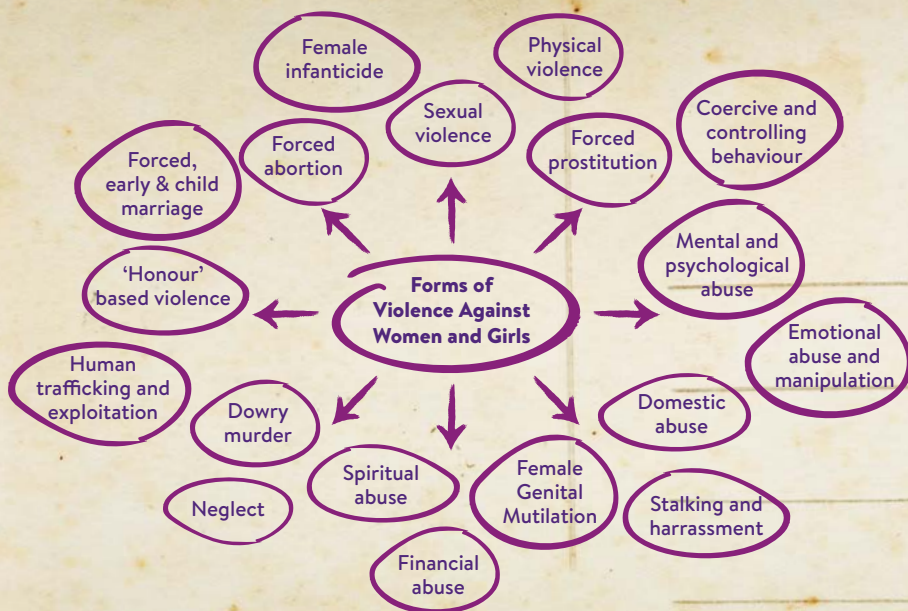 Female
infanticide
Physical
violence
Sexual
violence
Coercive and
controlling
behaviour
Forced
abortion
Forced
prostitution
Forced,
early & child
marriage
Mental and
psychological
abuse
‘Honour’
based violence
Forms of
Violence Against
Women and Girls
Emotional
abuse and
manipulation
Human
trafficking and
exploitation
Domestic
abuse
Dowry
murder
Spiritual
abuse
Female
Genital
Mutilation
Neglect
Stalking and
harrassment
Financial
abuse